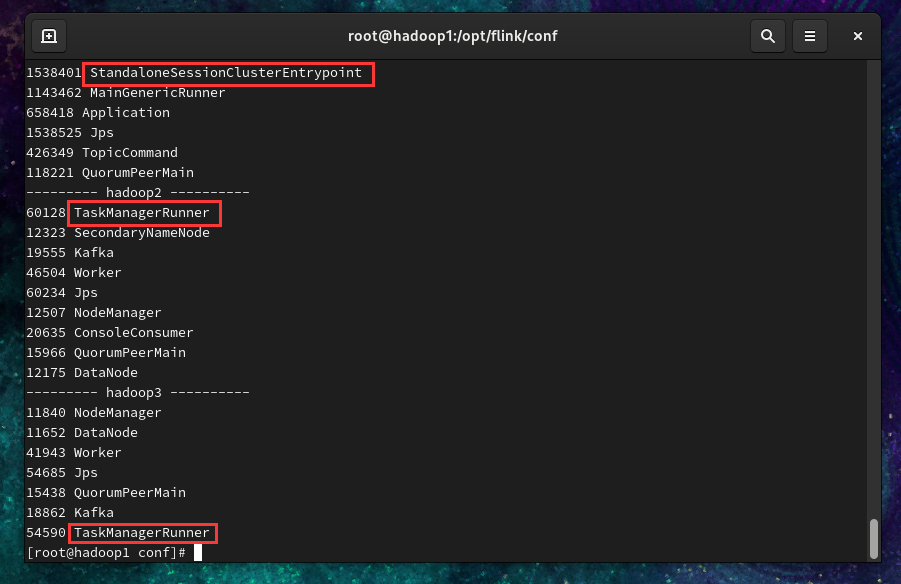 root@hadoop1:/opt/flink/conf
1538401 StandaloneSessionClusterEntrypoint
1143462 MainGenericRunner
658418 Application
1538525 Jps
426349 TopicCommand
118221 QuorumPeerMain
--------- hadoop2 ----------
60128 TaskManagerRunner
12323 SecondaryNameNode
19555 Kafka
46504 Worker
60234 Jps
12507 NodeManager
20635 ConsoleConsumer
15966 QuorumPeerMain
12175 DataNode
--------- hadoop3 ----------
11840 NodeManager
11652 DataNode
41943 Worker
54685 Jps
15438 QuorumPeerMain
18862 Kafka
54590 TaskManagerRunner
[root@hadoop1 conf]#